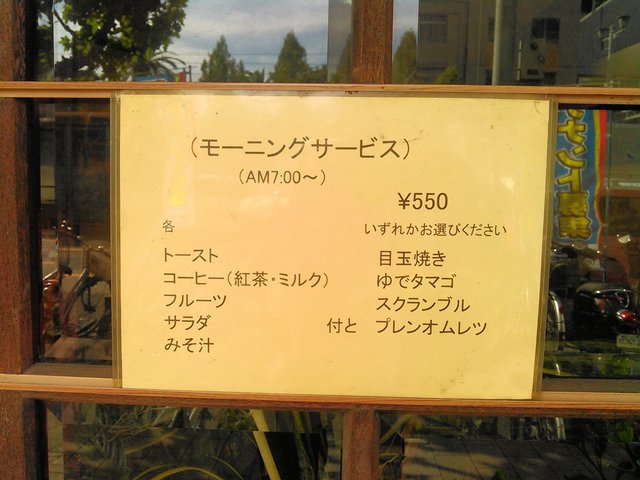 (モーニングサービス)
(AM7:00～)
¥550
各 いずれかお選びください
トースト 目玉焼き
コーヒー(紅茶・ミルク) ゆでタマゴ
フルーツ スクランブル
サラダ 付と プレンオムレツ
みそ汁